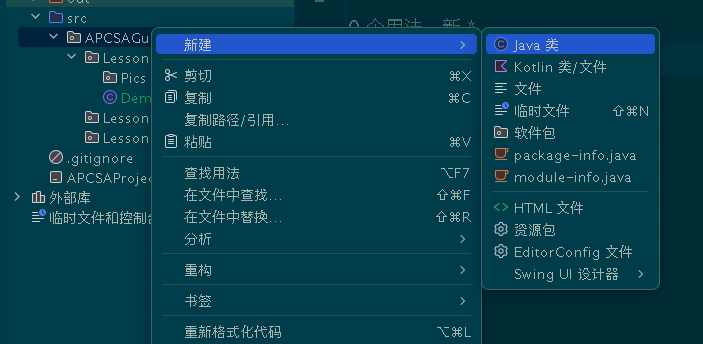 out
src
APCSAGu
Lesson
Pics
Dem
Lesson
Lesson
.gitignore
APCSAProjec
外部库
临时文件和控制台
0 个用法 新 *
新建
剪切 ⌘X
复制 ⌘C
复制路径/引用...
粘贴 ⌘V
查找用法 ⌥F7
在文件中查找... ⇧⌘F
在文件中替换... ⇧⌘R
分析
重构
书签
重新格式化代码 ⌥⌘L
Java 类
Kotlin 类/文件
文件
临时文件 ⇧⌘N
软件包
package-info.java
module-info.java
HTML 文件
资源包
EditorConfig 文件
Swing UI 设计器